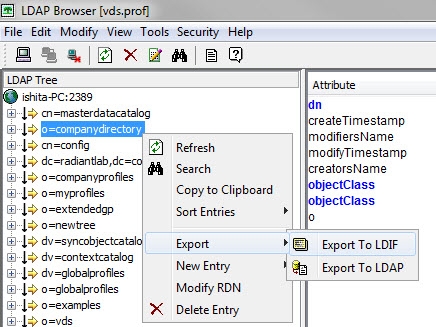 LDAP Browser [vds.prof]
File Edit Modify View Tools Security Help
LDAP Tree
ishita-PC:2389
cn=masterdatacatalog
o=companydirectory
cn=config
dc=radiantlab,dc=co
o=companyprofiles
o=myprofiles
o=extendedgp
o=newtree
dv=syncobjectcatalo
dv=contextcatalog
dv=globalprofiles
o=globalprofiles
o=examples
o=vds
Refresh
Search
Copy to Clipboard
Sort Entries
Export
New Entry
Modify RDN
Delete Entry
Export To LDIF
Export To LDAP
Attribute
dn
createTimestamp
modifiersName
modifyTimestamp
creatorsName
objectClass
objectClass
o